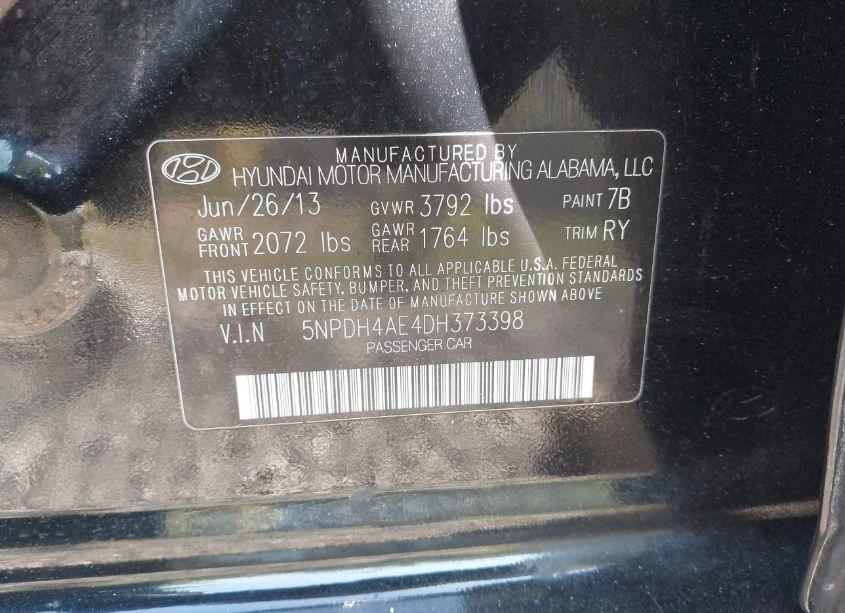 MANUFACTURED BY
HYUNDAI MOTOR MANUFACTURING ALABAMA, LLC
Jun/26/13 GVWR 3792 lbs PAINT 7B
GAWR FRONT 2072 lbs GAWR REAR 1764 lbs TRIM RY
THIS VEHICLE CONFORMS TO ALL APPLICABLE U.S.A. FEDERAL
MOTOR VEHICLE SAFETY, BUMPER, AND THEFT PREVENTION STANDARDS
IN EFFECT ON THE DATE OF MANUFACTURE SHOWN ABOVE
V.I.N 5NPDH4AE4DH373398
PASSENGER CAR